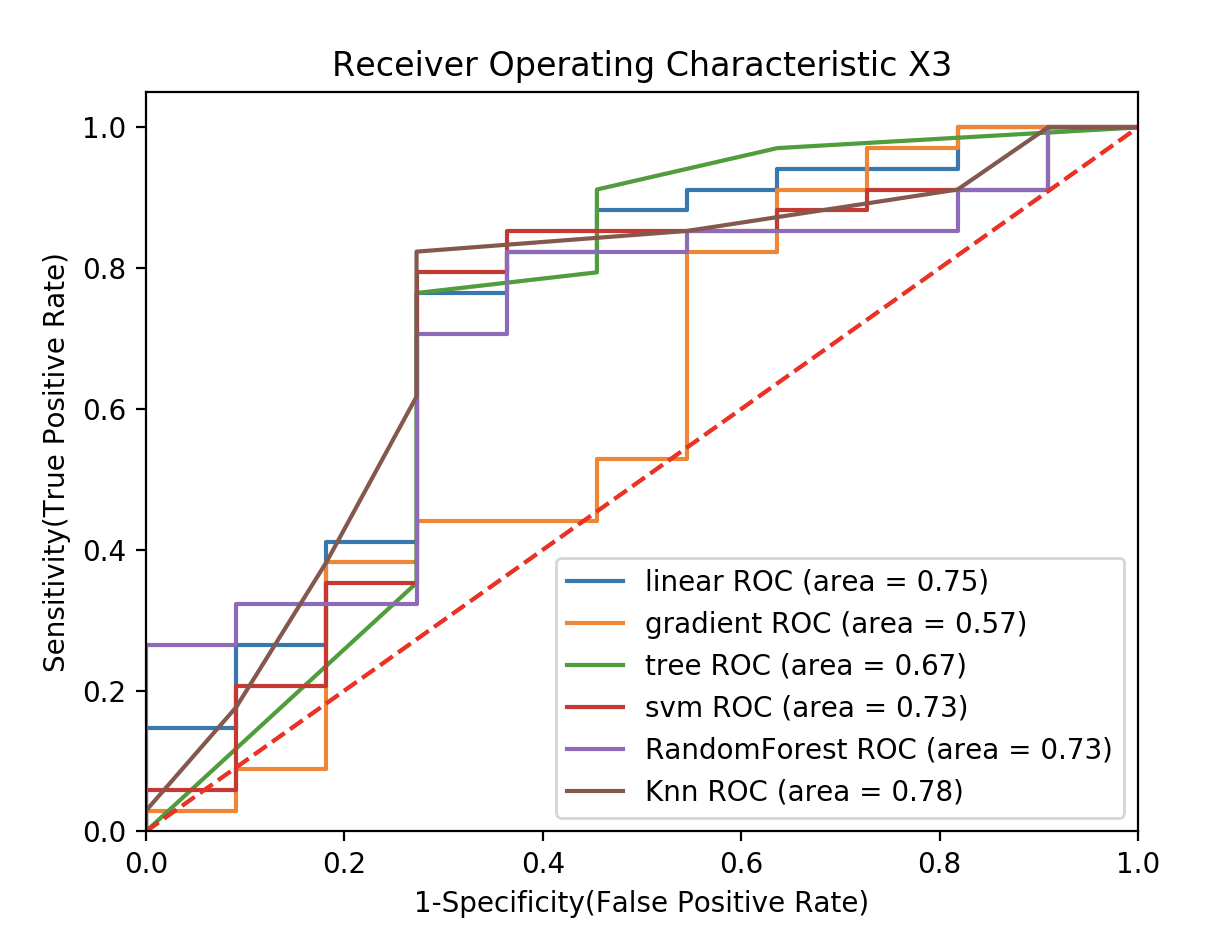 Receiver Operating Characteristic X3
1.0
0.8
0.6
0.4
0.2
0.0
Sensitivity(True Positive Rate)
linear ROC (area = 0.75)
gradient ROC (area = 0.57)
tree ROC (area = 0.67)
svm ROC (area = 0.73)
RandomForest ROC (area = 0.73)
Knn ROC (area = 0.78)
0.0 0.2 0.4 0.6 0.8 1.0
1-Specificity(False Positive Rate)